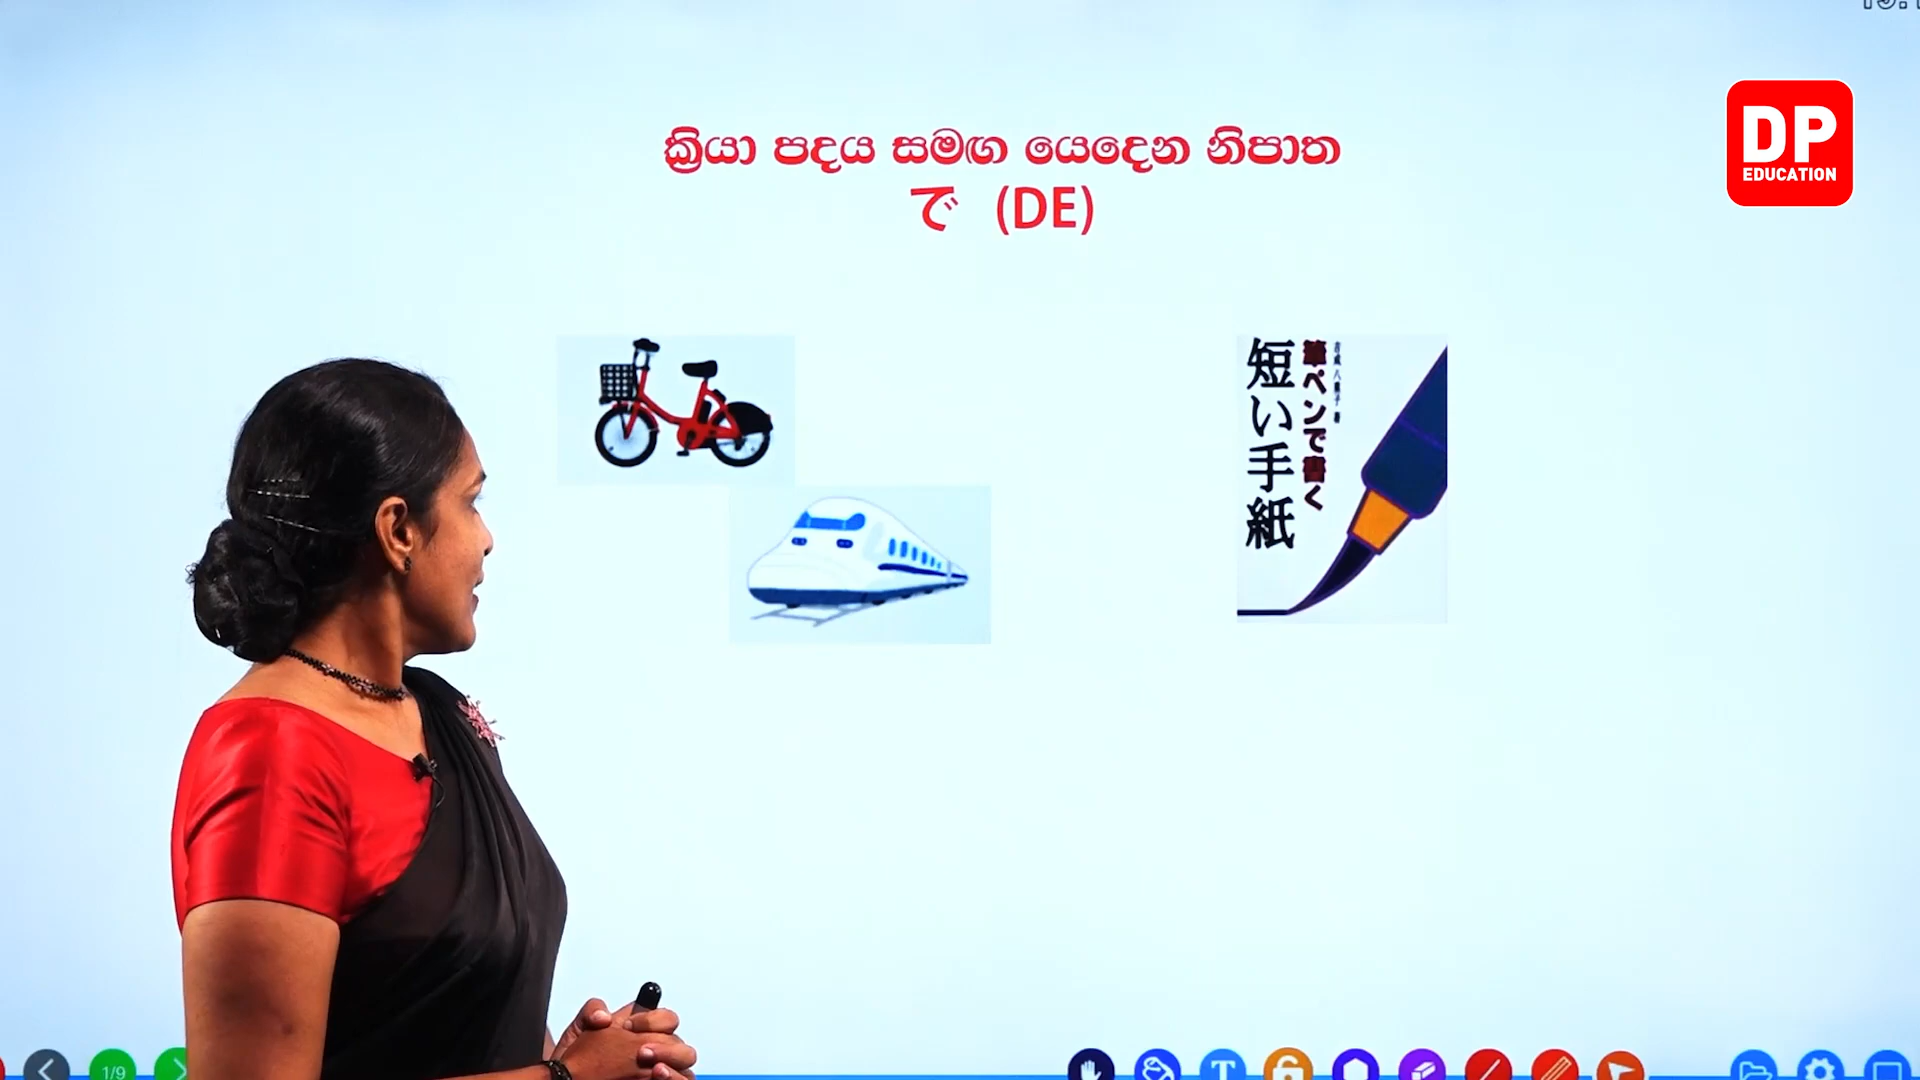 ක්‍රියා පදය සමඟ යෙදෙන නිපාත
で (DE)
DP
EDUCATION
筆ペンで書く
短い手紙
1/9
T